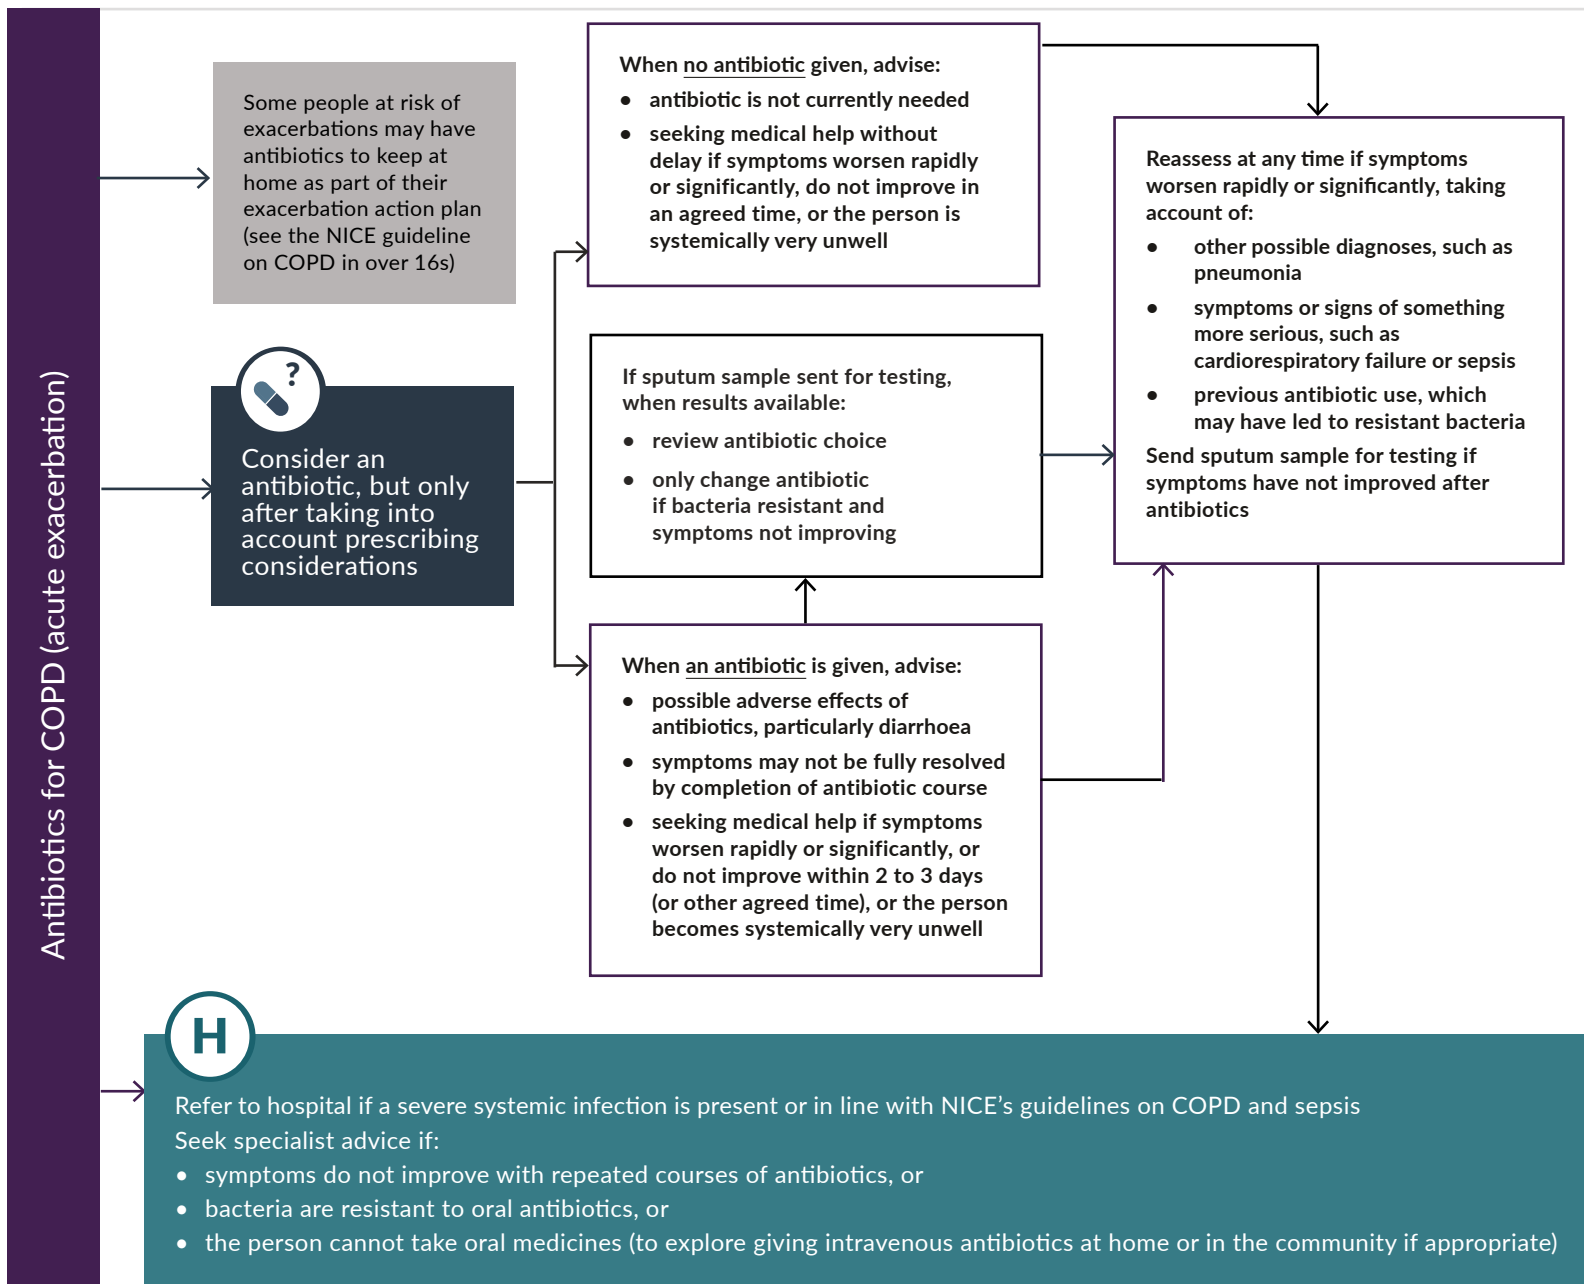 Antibiotics for COPD (acute exacerbation)
Some people at risk of
exacerbations may have
antibiotics to keep at
home as part of their
exacerbation action plan
(see the NICE guideline
on COPD in over 16s)
?
Consider an
antibiotic, but only
after taking into
account prescribing
considerations
When no antibiotic given, advise:
● antibiotic is not currently needed
● seeking medical help without
delay if symptoms worsen rapidly
or significantly, do not improve in
an agreed time, or the person is
systemically very unwell
If sputum sample sent for testing,
when results available:
● review antibiotic choice
● only change antibiotic
if bacteria resistant and
symptoms not improving
When an antibiotic is given, advise:
● possible adverse effects of
antibiotics, particularly diarrhoea
● symptoms may not be fully resolved
by completion of antibiotic course
● seeking medical help if symptoms
worsen rapidly or significantly, or
do not improve within 2 to 3 days
(or other agreed time), or the person
becomes systemically very unwell
Reassess at any time if symptoms
worsen rapidly or significantly, taking
account of:
● other possible diagnoses, such as
pneumonia
● symptoms or signs of something
more serious, such as
cardiorespiratory failure or sepsis
● previous antibiotic use, which
may have led to resistant bacteria
Send sputum sample for testing if
symptoms have not improved after
antibiotics
H
Refer to hospital if a severe systemic infection is present or in line with NICE’s guidelines on COPD and sepsis
Seek specialist advice if:
• symptoms do not improve with repeated courses of antibiotics, or
• bacteria are resistant to oral antibiotics, or
• the person cannot take oral medicines (to explore giving intravenous antibiotics at home or in the community if appropriate)